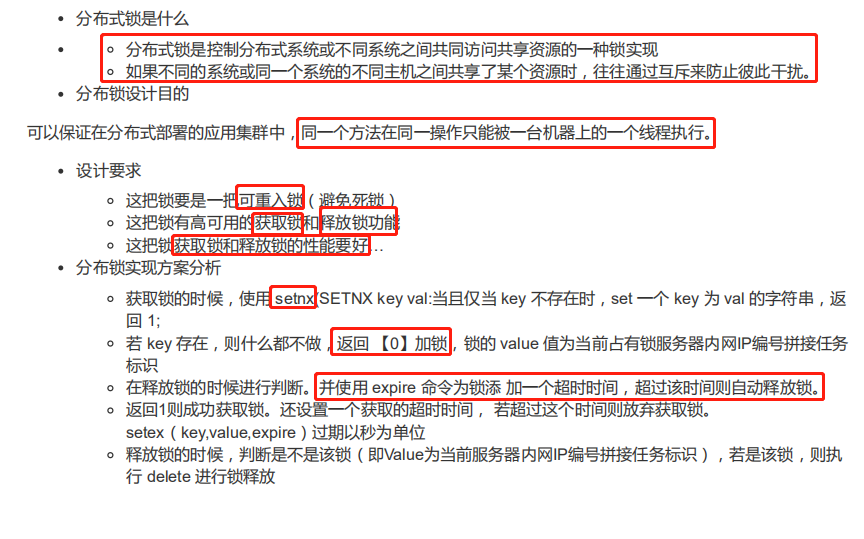 分布式锁是什么
分布式锁是控制分布式系统或不同系统之间共同访问共享资源的一种锁实现
如果不同的系统或同一个系统的不同主机之间共享了某个资源时，往往通过互斥来防止彼此干扰。
分布锁设计目的
可以保证在分布式部署的应用集群中，同一个方法在同一操作只能被一台机器上的一个线程执行。
设计要求
这把锁要是一把可重入锁（避免死锁）
这把锁有高可用的获取锁和释放锁功能
这把锁获取锁和释放锁的性能要好…
分布锁实现方案分析
获取锁的时候，使用 setnx(SETNX key val:当且仅当 key 不存在时，set 一个 key 为 val 的字符串，返
回 1;
若 key 存在，则什么都不做，返回 【0】加锁，锁的 value 值为当前占有锁服务器内网IP编号拼接任务
标识
在释放锁的时候进行判断。并使用 expire 命令为锁添 加一个超时时间，超过该时间则自动释放锁。
返回1则成功获取锁。还设置一个获取的超时时间， 若超过这个时间则放弃获取锁。
setex（key,value,expire）过期以秒为单位
释放锁的时候，判断是不是该锁（即Value为当前服务器内网IP编号拼接任务标识），若是该锁，则执
行 delete 进行锁释放